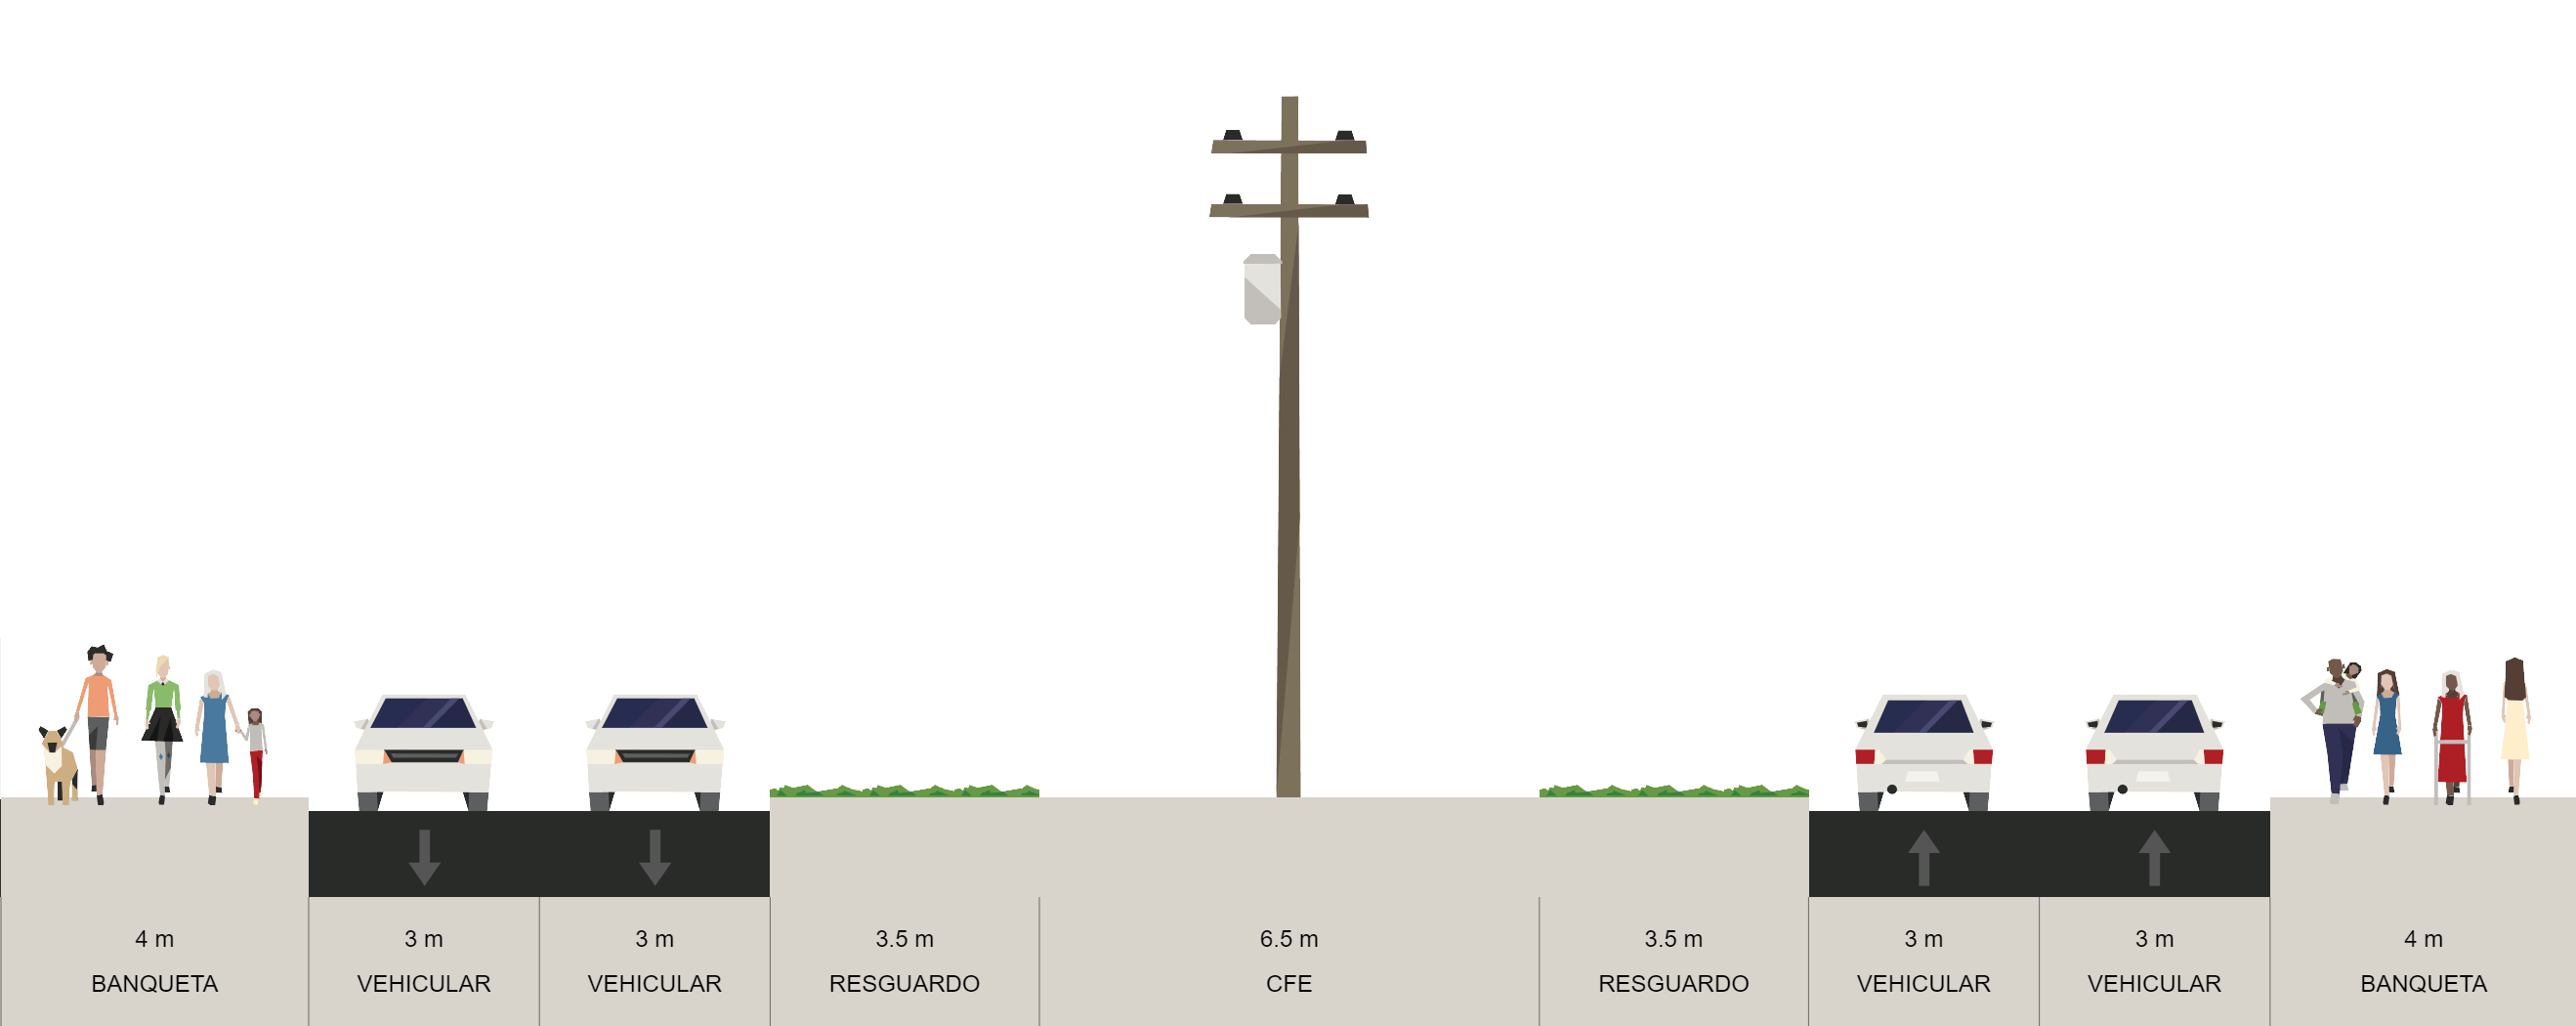 4 m
BANQUETA
3 m
VEHICULAR
3 m
VEHICULAR
3.5 m
RESGUARDO
6.5 m
CFE
3.5 m
RESGUARDO
3 m
VEHICULAR
3 m
VEHICULAR
4 m
BANQUETA